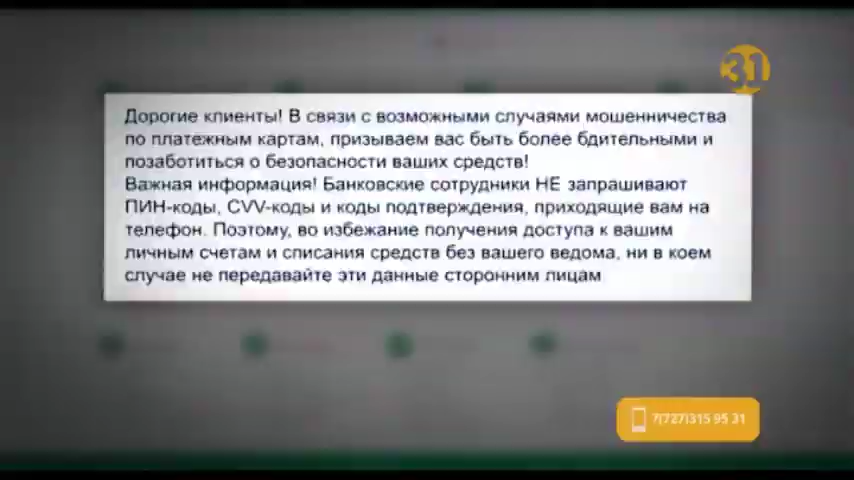 31
Дорогие клиенты! В связи с возможными случаями мошенничества
по платёжным картам, призываем вас быть более бдительными и
позаботиться о безопасности ваших средств!
Важная информация! Банковские сотрудники НЕ запрашивают
ПИН-коды, CVV-коды и коды подтверждения, приходящие вам на
телефон. Поэтому, во избежание получения доступа к вашим
личным счетам и списания средств без вашего ведома, ни в коем
случае не передавайте эти данные сторонним лицам
7(727)315 95 31